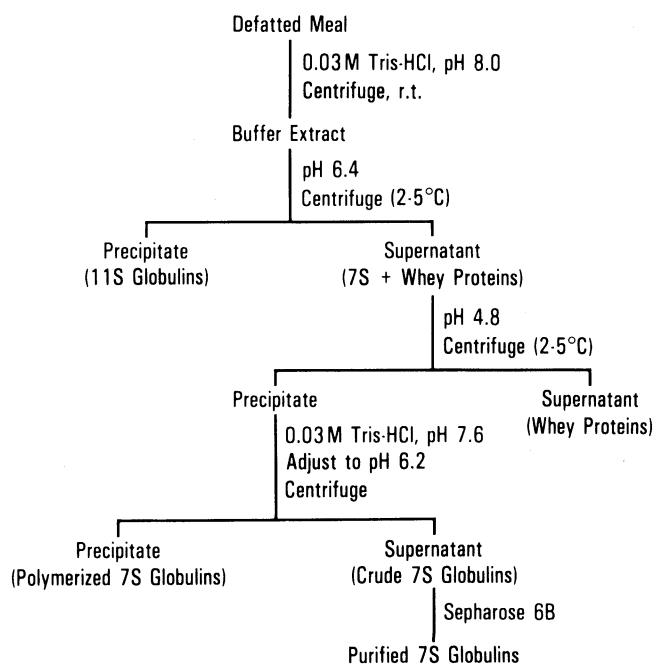 Defatted Meal
0.03M Tris·HCl, pH 8.0
Centrifuge, r.t.
Buffer Extract
pH 6.4
Centrifuge (2-5°C)
Precipitate
(11S Globulins)
Supernatant
(7S + Whey Proteins)
pH 4.8
Centrifuge (2-5°C)
Precipitate
Supernatant
(Whey Proteins)
0.03M Tris·HCl, pH 7.6
Adjust to pH 6.2
Centrifuge
Precipitate
(Polymerized 7S Globulins)
Supernatant
(Crude 7S Globulins)
Sepharose 6B
Purified 7S Globulins